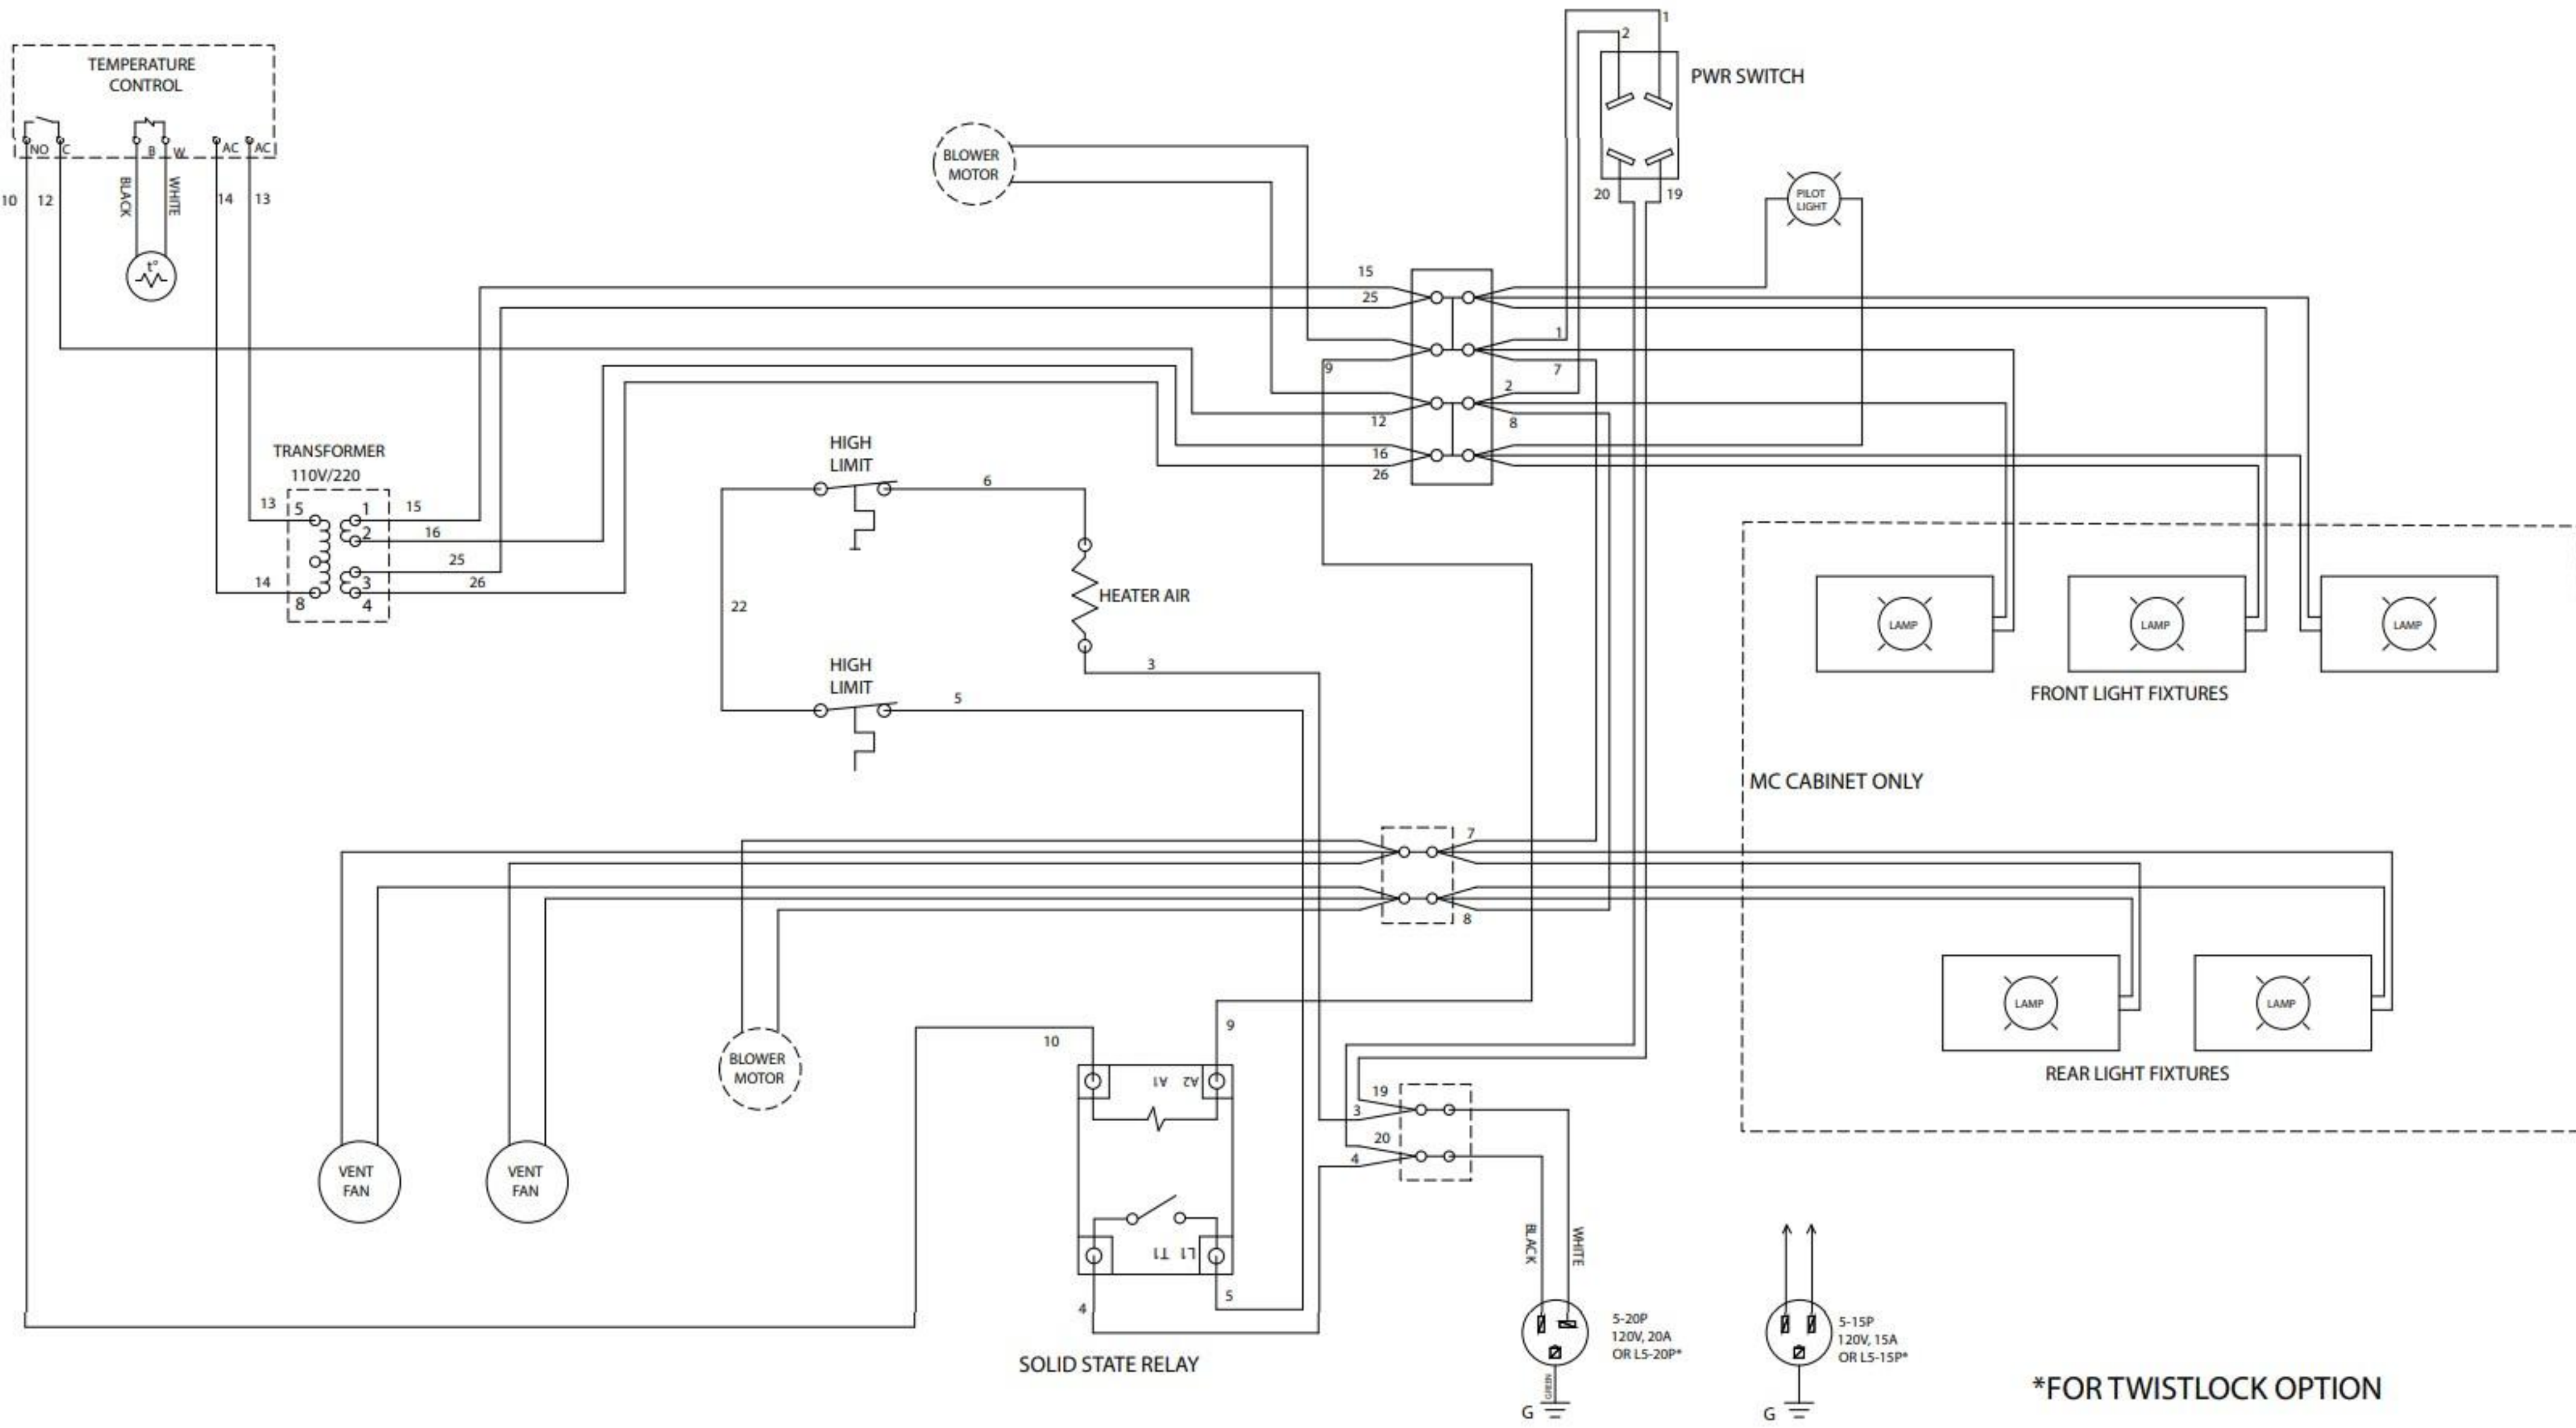 TEMPERATURE
CONTROL
NO
C
B
W
AC
AC
10
12
BLACK
WHITE
14
13
t°
TRANSFORMER
110V/220
13
5
1
15
2
16
25
14
3
26
8
4
BLOWER
MOTOR
1
2
PWR SWITCH
20
19
PILOT
LIGHT
15
25
1
9
7
2
12
8
16
26
HIGH
LIMIT
6
22
HEATER AIR
HIGH
LIMIT
3
5
LAMP
LAMP
LAMP
FRONT LIGHT FIXTURES
MC CABINET ONLY
7
8
LAMP
LAMP
REAR LIGHT FIXTURES
BLOWER
MOTOR
VENT
FAN
VENT
FAN
10
9
A1
A2
T1
L1
4
5
SOLID STATE RELAY
19
3
20
4
BLACK
WHITE
5-20P
120V, 20A
OR L5-20P*
GREEN
G
5-15P
120V, 15A
OR L5-15P*
G
*FOR TWISTLOCK OPTION